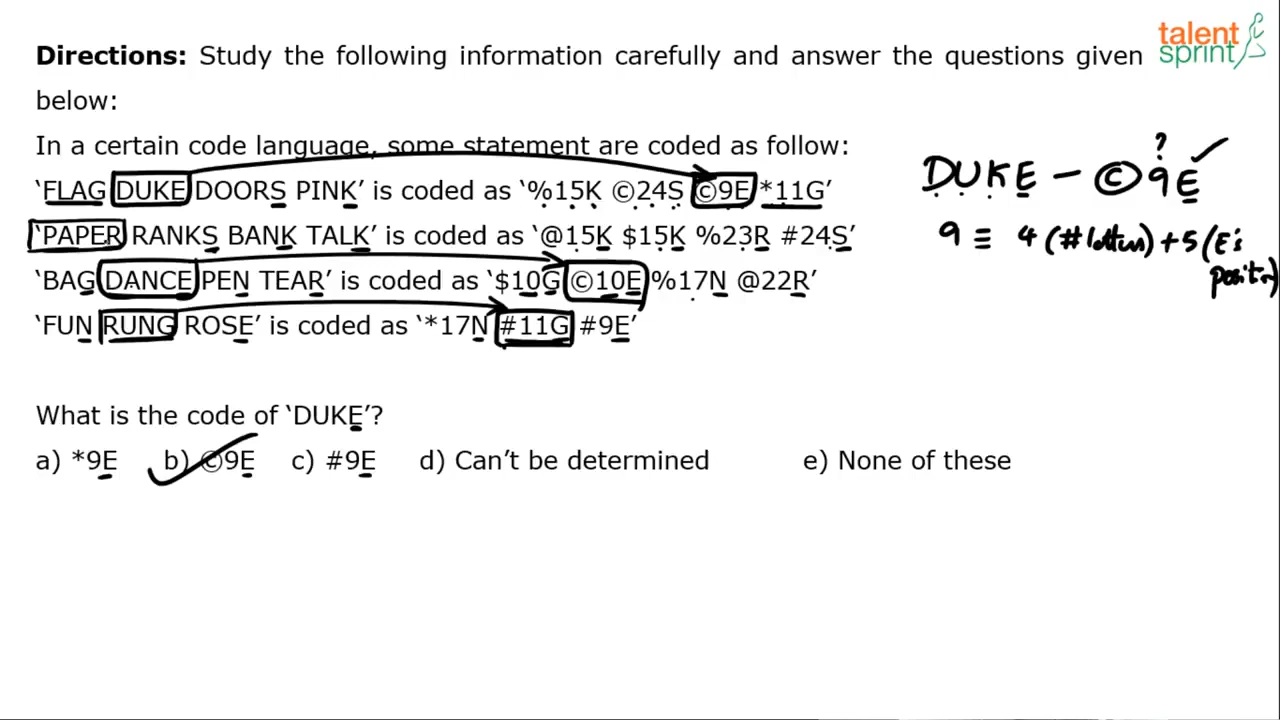 talent
sprint
Directions: Study the following information carefully and answer the questions given
below:
In a certain code language, some statement are coded as follow:
‘FLAG DUKE DOORS PINK’ is coded as ‘%15K ©24S ©9E *11G’
‘PAPER RANKS BANK TALK’ is coded as ‘@15K $15K %23R #24S’
‘BAG DANCE PEN TEAR’ is coded as ‘$10G ©10E %17N @22R’
‘FUN RUNG ROSE’ is coded as ‘*17N #11G #9E’
?
DUKE - ©9E
9 ≡ 4 (#letters) + 5 (E's
position)
What is the code of ‘DUKE’?
a) *9E b) ©9E c) #9E d) Can’t be determined e) None of these